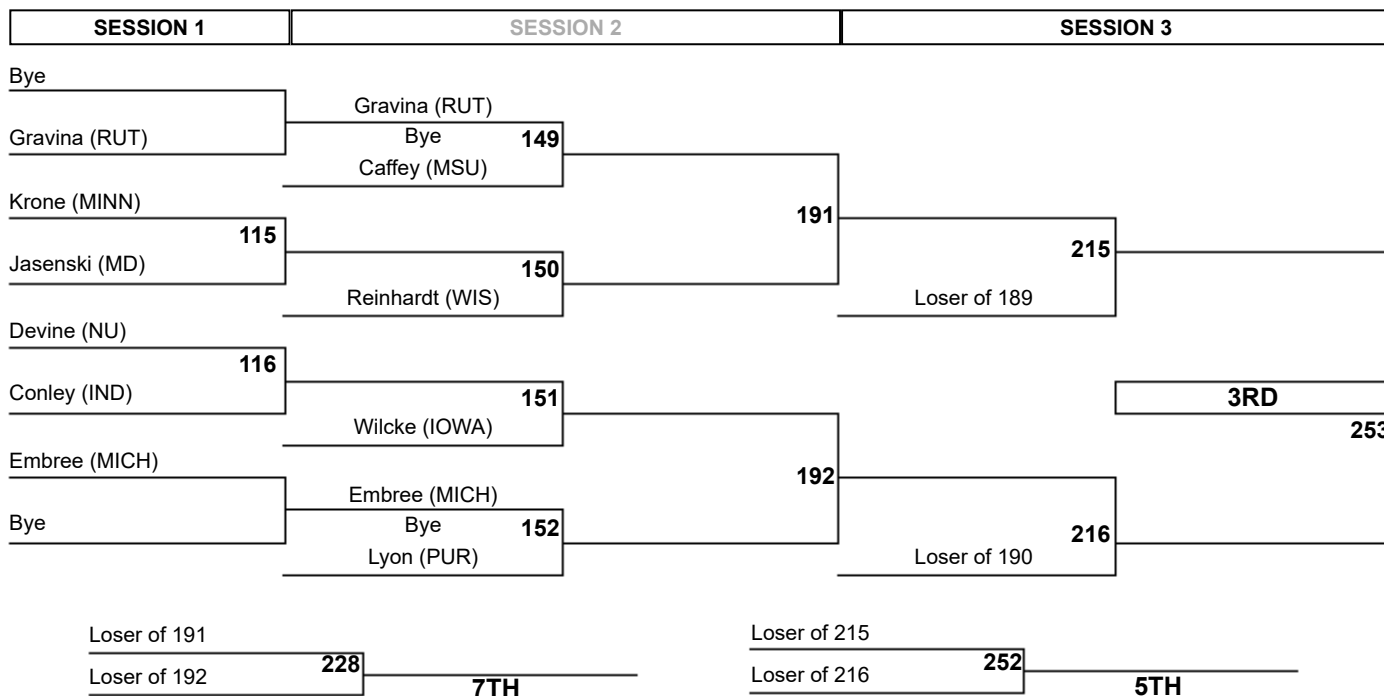 SESSION 1
SESSION 2
SESSION 3
Bye
Gravina (RUT)
Krone (MINN)
115
Jasenski (MD)
Devine (NU)
116
Conley (IND)
Embree (MICH)
Bye
Gravina (RUT)
Bye
149
Caffey (MSU)
150
Reinhardt (WIS)
151
Wilcke (IOWA)
Embree (MICH)
Bye
152
Lyon (PUR)
191
192
215
Loser of 189
3RD
253
216
Loser of 190
Loser of 191
228
Loser of 192
7TH
Loser of 215
252
Loser of 216
5TH